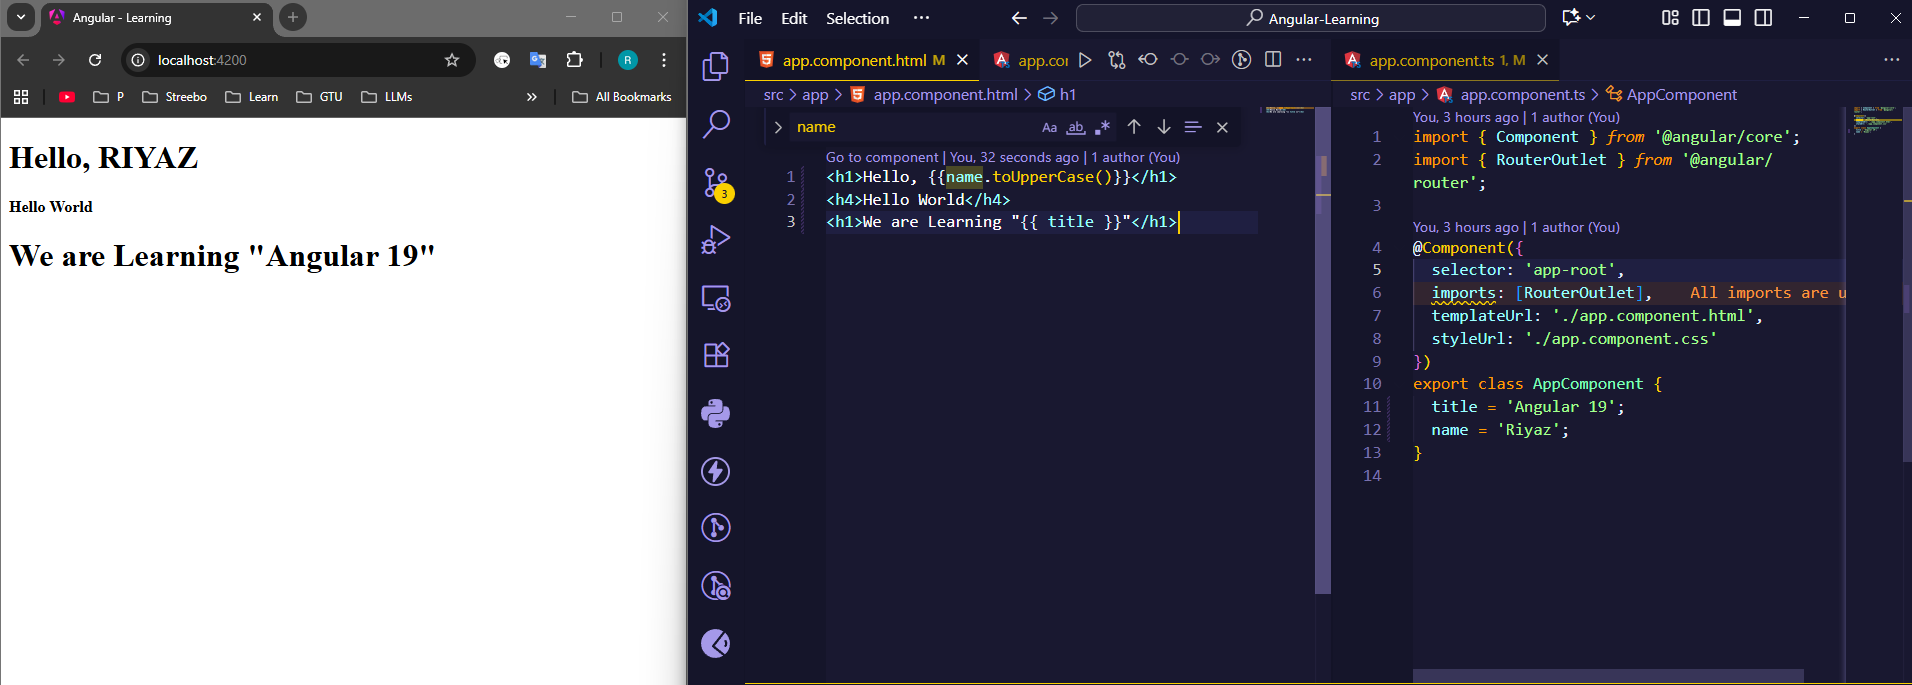 Angular - Learning
localhost:4200
R
P
Streebo
Learn
GTU
LLMs
»
All Bookmarks
Hello, RIYAZ
Hello World
We are Learning "Angular 19"
File Edit Selection ···
Angular-Learning
3
app.component.html M
app.co
src > app > app.component.html > h1
name
Aa ab .*
Go to component | You, 32 seconds ago | 1 author (You)
1 <h1>Hello, {{name.toUpperCase()}}</h1>
2 <h4>Hello World</h4>
3 <h1>We are Learning "{{ title }}"</h1>
app.component.ts 1, M
src > app > app.component.ts > AppComponent
You, 3 hours ago | 1 author (You)
1 import { Component } from '@angular/core';
2 import { RouterOutlet } from '@angular/
router';
3
You, 3 hours ago | 1 author (You)
4 @Component({
5 selector: 'app-root',
6 imports: [RouterOutlet], All imports are u
7 templateUrl: './app.component.html',
8 styleUrl: './app.component.css'
9 })
10 export class AppComponent {
11 title = 'Angular 19';
12 name = 'Riyaz';
13 }
14